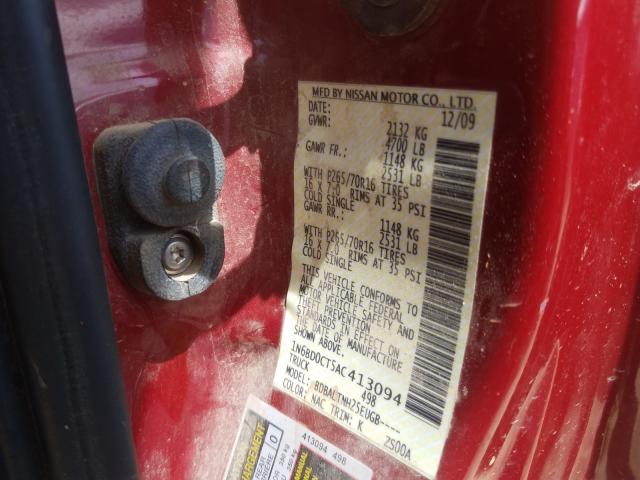 MFD BY NISSAN MOTOR CO., LTD.
DATE: 12/09
GVWR: 2132 KG
4700 LB
GAWR FR.: 1148 KG
2531 LB
WITH P265/70R16 TIRES
16 X 7.0 RIMS AT 35 PSI
COLD SINGLE
GAWR RR.: 1148 KG
2531 LB
WITH P265/70R16 TIRES
16 X 7.0 RIMS AT 35 PSI
COLD SINGLE
THIS VEHICLE CONFORMS TO
ALL APPLICABLE FEDERAL
MOTOR VEHICLE SAFETY AND
THEFT PREVENTION
STANDARDS IN EFFECT ON
THE DATE OF MANUFACTURE
SHOWN ABOVE.
1N6BD0CT5AC413094
TRUCK 498
MODEL: BDBALTNH25EUGB----
COLOR: NAC TRIM: K 2S00A
413094 498
REAR
0
350 kg